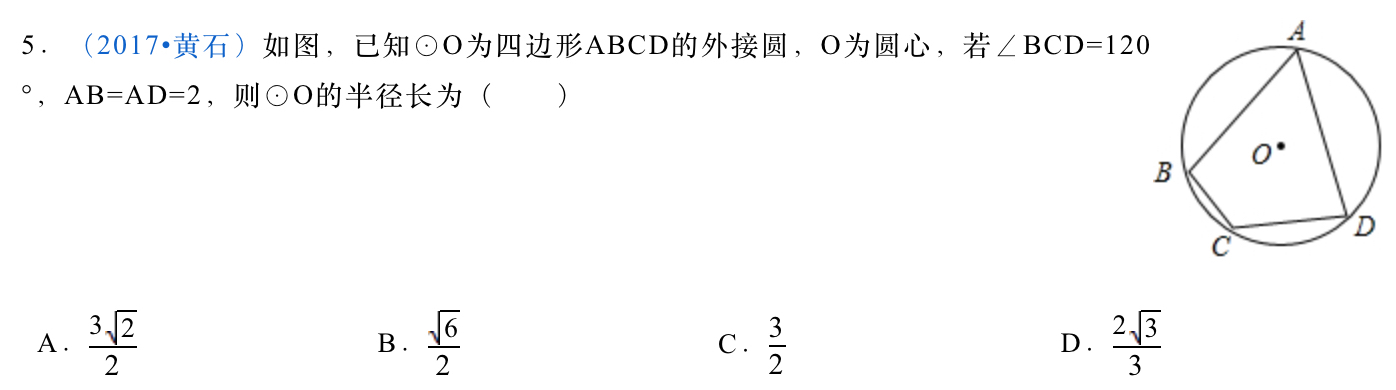 5．（2017•黄石）如图，已知⊙O为四边形ABCD的外接圆，O为圆心，若∠BCD=120
°，AB=AD=2，则⊙O的半径长为（　　）
A
O
B
C
D
A．3√2/2　B．√6/2　C．3/2　D．2√3/3